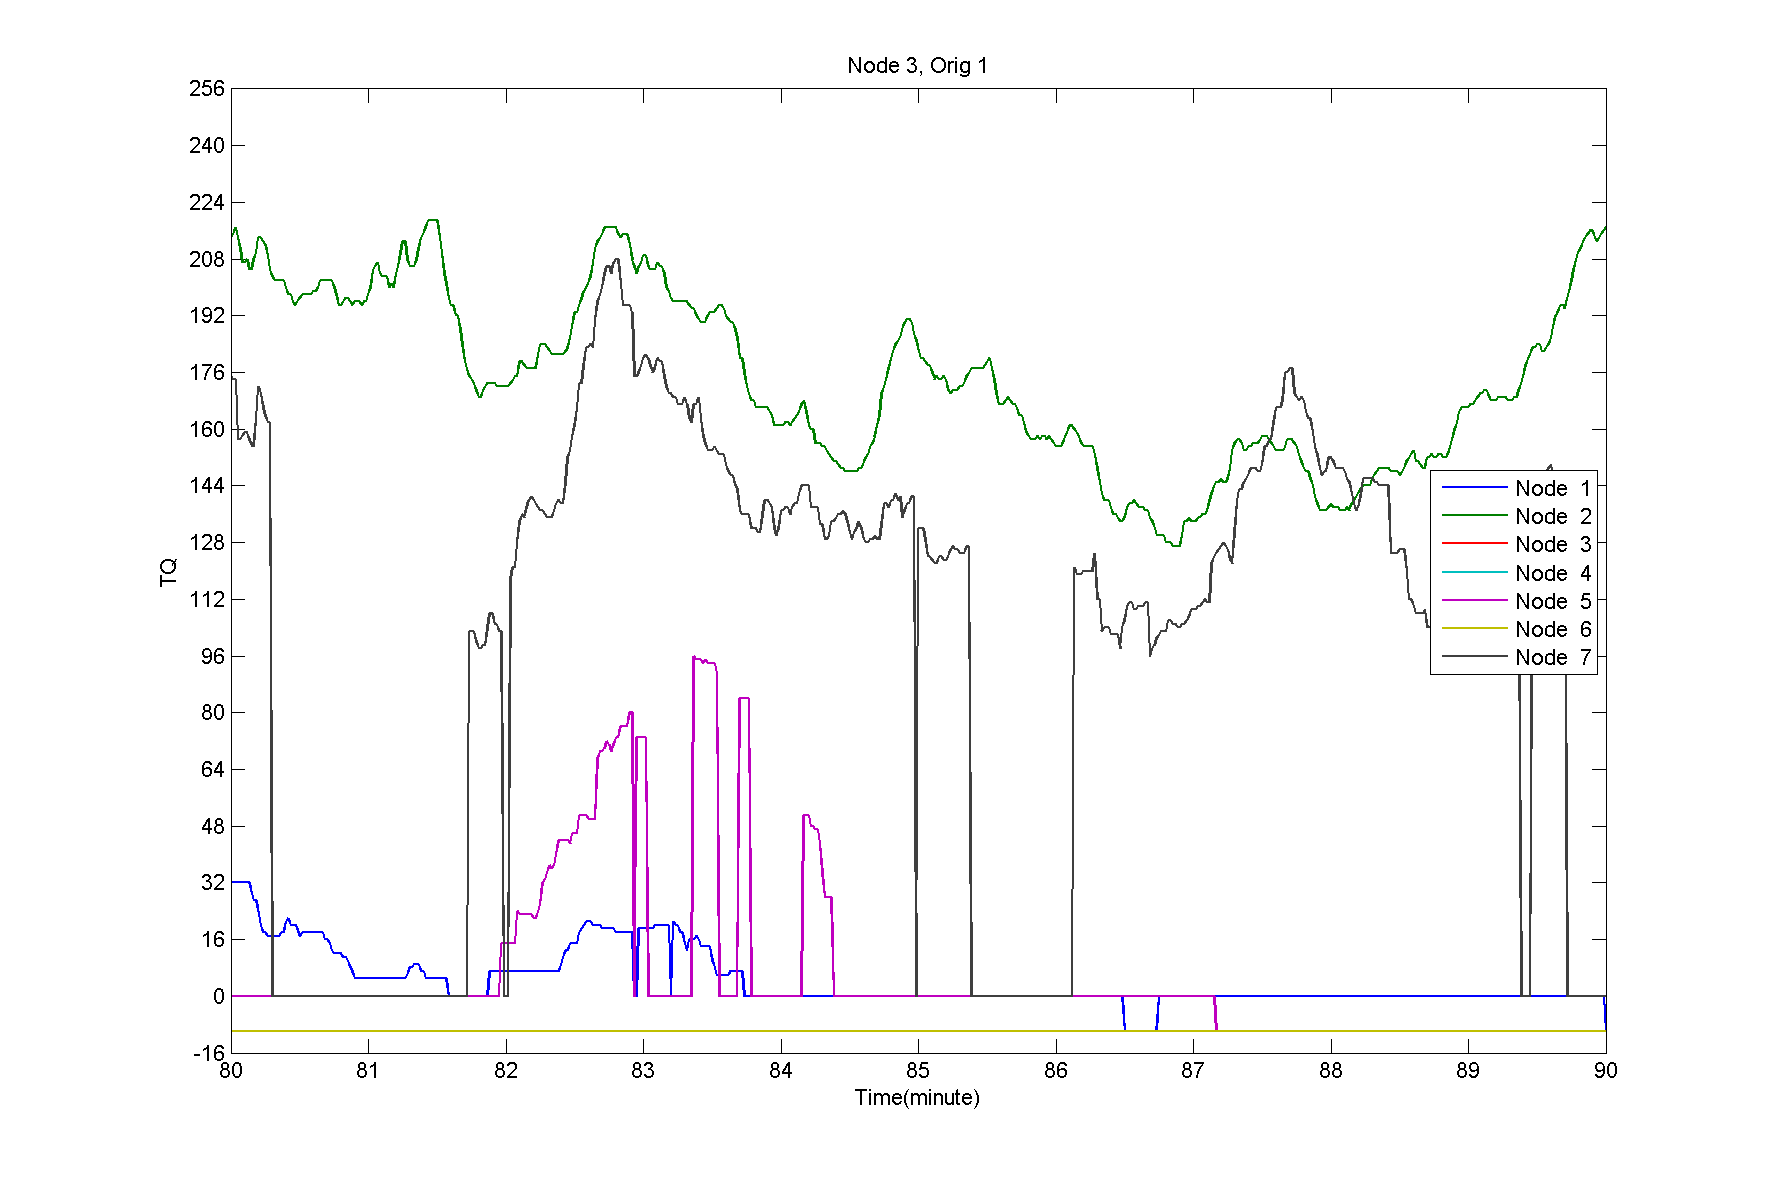 Node 3, Orig 1
256
240
224
208
192
176
160
144
128
112
96
80
64
48
32
16
0
-16
TQ
Node 1
Node 2
Node 3
Node 4
Node 5
Node 6
Node 7
80 81 82 83 84 85 86 87 88 89 90
Time(minute)